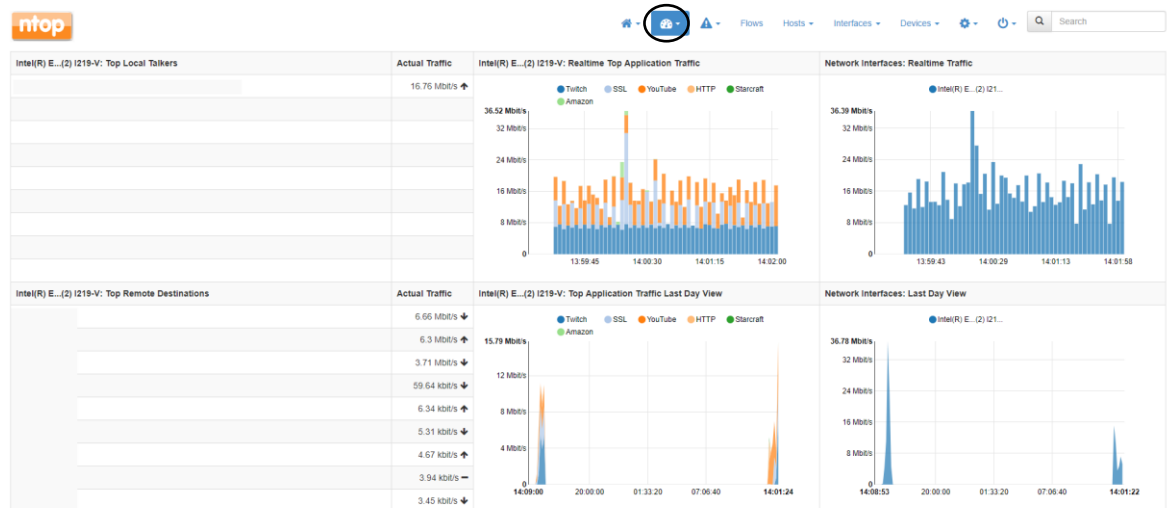 ntop
Flows Hosts Interfaces Devices Search
Intel(R) E...(2) I219-V: Top Local Talkers Actual Traffic
16.76 Mbit/s
Intel(R) E...(2) I219-V: Realtime Top Application Traffic
Twitch SSL YouTube HTTP Starcraft
Amazon
36.52 Mbit/s
32 Mbit/s
24 Mbit/s
16 Mbit/s
8 Mbit/s
0
13:59:45 14:00:30 14:01:15 14:02:00
Network Interfaces: Realtime Traffic
Intel(R) E...(2) I21...
36.39 Mbit/s
32 Mbit/s
24 Mbit/s
16 Mbit/s
8 Mbit/s
0
13:59:43 14:00:29 14:01:13 14:01:58
Intel(R) E...(2) I219-V: Top Remote Destinations Actual Traffic
6.66 Mbit/s
6.3 Mbit/s
3.71 Mbit/s
59.64 kbit/s
6.34 kbit/s
5.31 kbit/s
4.67 kbit/s
3.94 kbit/s
3.45 kbit/s
Intel(R) E...(2) I219-V: Top Application Traffic Last Day View
Twitch SSL YouTube HTTP Starcraft
Amazon
15.79 Mbit/s
12 Mbit/s
8 Mbit/s
4 Mbit/s
0
14:09:00 20:00:00 01:33:20 07:06:40 14:01:24
Network Interfaces: Last Day View
Intel(R) E...(2) I21...
36.78 Mbit/s
32 Mbit/s
24 Mbit/s
16 Mbit/s
8 Mbit/s
0
14:08:53 20:00:00 01:33:20 07:06:40 14:01:22